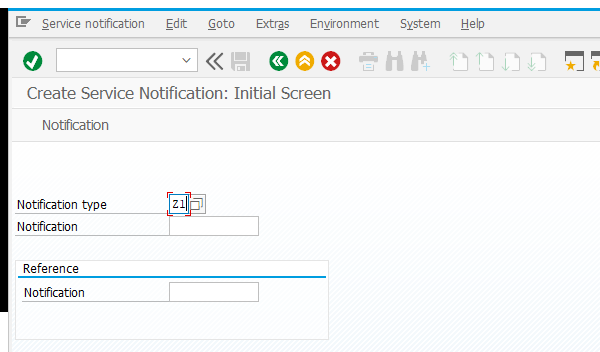 Service notification Edit Goto Extras Environment System Help
Create Service Notification: Initial Screen
Notification
Notification type Z1
Notification
Reference
Notification